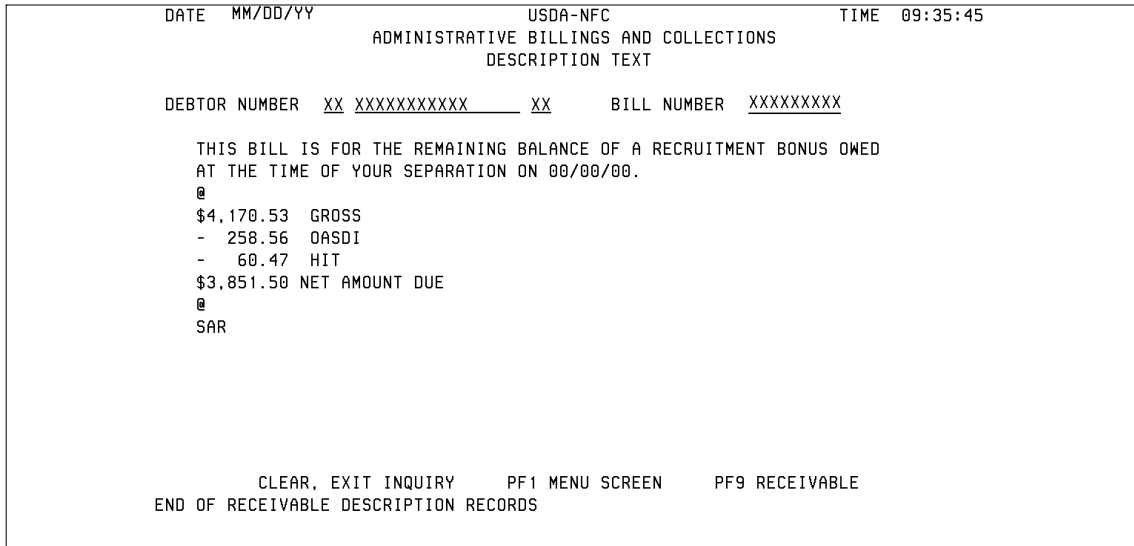 DATE MM/DD/YY USDA-NFC TIME 09:35:45
ADMINISTRATIVE BILLINGS AND COLLECTIONS
DESCRIPTION TEXT
DEBTOR NUMBER XX XXXXXXXXXXX XX BILL NUMBER XXXXXXXXX
THIS BILL IS FOR THE REMAINING BALANCE OF A RECRUITMENT BONUS OWED
AT THE TIME OF YOUR SEPARATION ON 00/00/00.
@
$4,170.53 GROSS
- 258.56 OASDI
- 60.47 HIT
$3,851.50 NET AMOUNT DUE
@
SAR
CLEAR, EXIT INQUIRY PF1 MENU SCREEN PF9 RECEIVABLE
END OF RECEIVABLE DESCRIPTION RECORDS